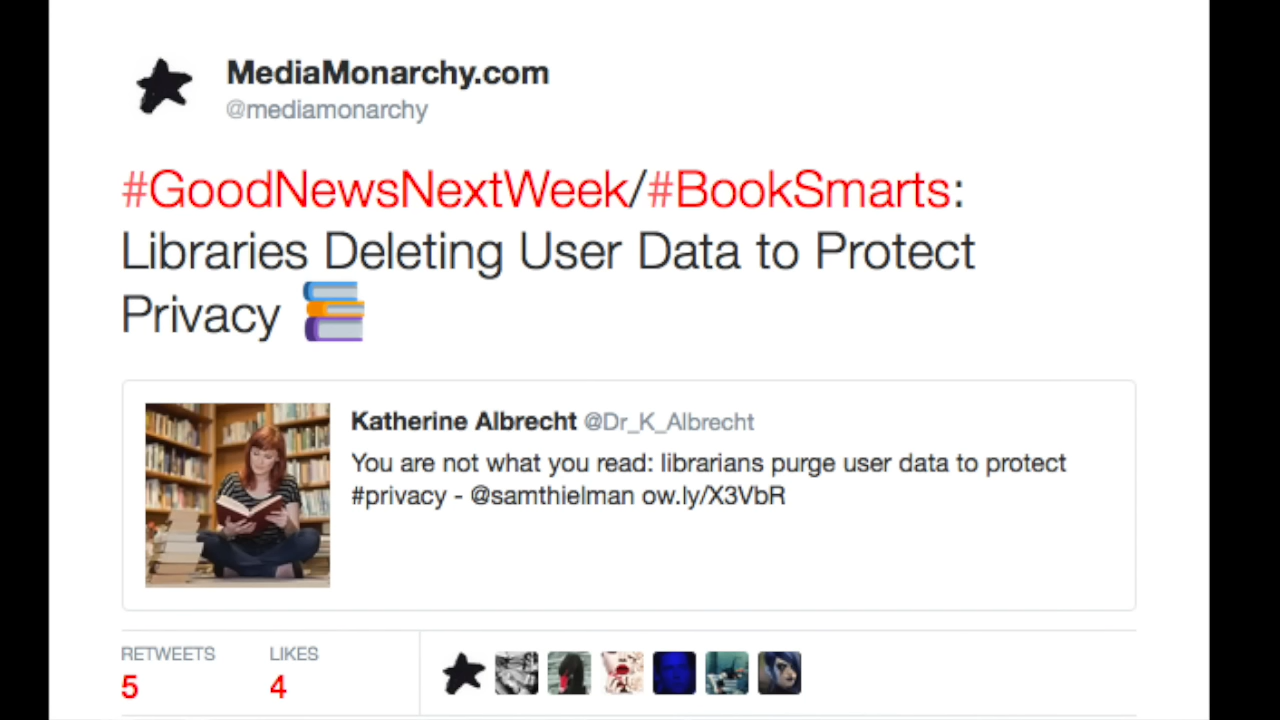 MediaMonarchy.com
@mediamonarchy
#GoodNewsNextWeek/#BookSmarts:
Libraries Deleting User Data to Protect
Privacy
Katherine Albrecht @Dr_K_Albrecht
You are not what you read: librarians purge user data to protect
#privacy - @samthielman ow.ly/X3VbR
RETWEETS LIKES
5 4